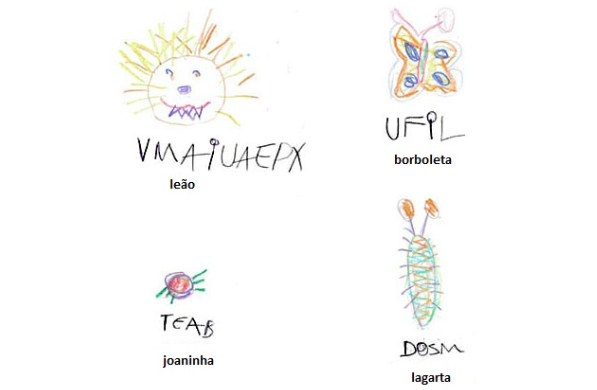 VMAiUAEPX
leão
UFiL
borboleta
TEAB
joaninha
DOSM
lagarta